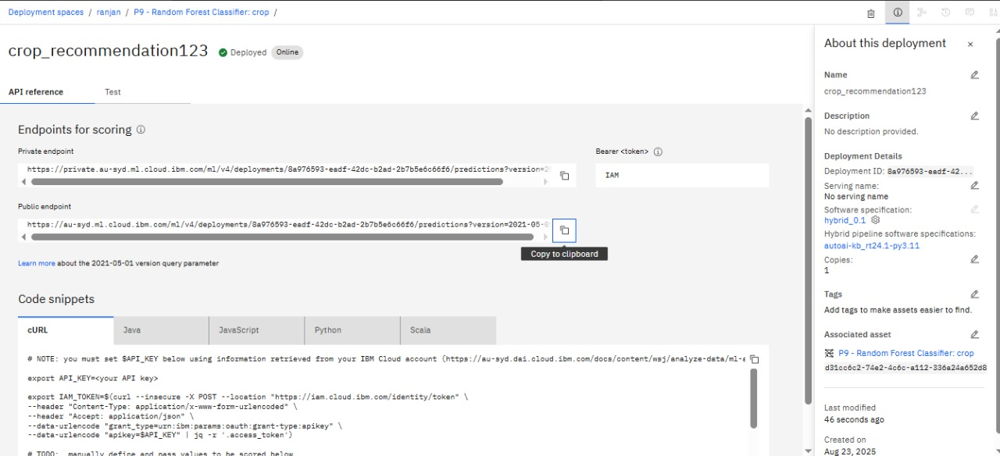 Deployment spaces / ranjan / P9 - Random Forest Classifier: crop /
crop_recommendation123 Deployed Online
API reference Test
Endpoints for scoring
Private endpoint
https://private.au-syd.ml.cloud.ibm.com/ml/v4/deployments/8a976593-eadf-42dc-b2ad-2b7b5e6c66f6/predictions?version=2
Bearer <token>
IAM
Public endpoint
https://au-syd.ml.cloud.ibm.com/ml/v4/deployments/8a976593-eadf-42dc-b2ad-2b7b5e6c66f6/predictions?version=2021-05-0
Copy to clipboard
Learn more about the 2021-05-01 version query parameter
Code snippets
cURL Java JavaScript Python Scala
# NOTE: you must set $API_KEY below using information retrieved from your IBM Cloud account (https://au-syd.dai.cloud.ibm.com/docs/content/wsj/analyze-data/ml-a
export API_KEY=<your API key>
export IAM_TOKEN=$(curl --insecure -X POST --location "https://iam.cloud.ibm.com/identity/token" \
--header "Content-Type: application/x-www-form-urlencoded" \
--header "Accept: application/json" \
--data-urlencode "grant_type=urn:ibm:params:oauth:grant-type:apikey" \
--data-urlencode "apikey=$API_KEY" | jq -r '.access_token')
# TODO: manually define and pass values to be scored below
About this deployment
Name
crop_recommendation123
Description
No description provided.
Deployment Details
Deployment ID: 8a976593-eadf-42...
Serving name:
No serving name
Software specification:
hybrid_0.1
Hybrid pipeline software specifications:
autoai-kb_rt24.1-py3.11
Copies:
1
Tags
Add tags to make assets easier to find.
Associated asset
P9 - Random Forest Classifier: crop
d31cc6c2-74e2-4c6c-a112-336a24a652d8
Last modified
46 seconds ago
Created on
Aug 23, 2025